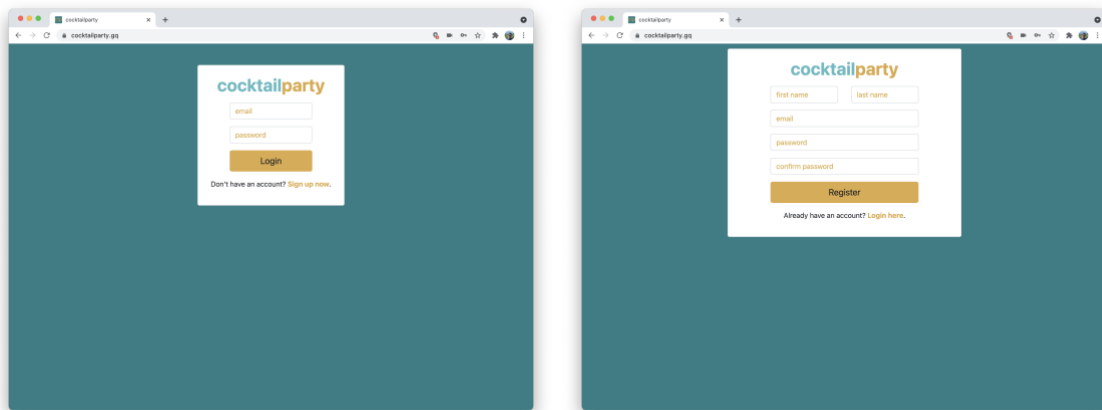 cocktailparty
cocktailparty.gq
cocktailparty
email
password
Login
Don't have an account? Sign up now.
cocktailparty
cocktailparty.gq
cocktailparty
first name last name
email
password
confirm password
Register
Already have an account? Login here.